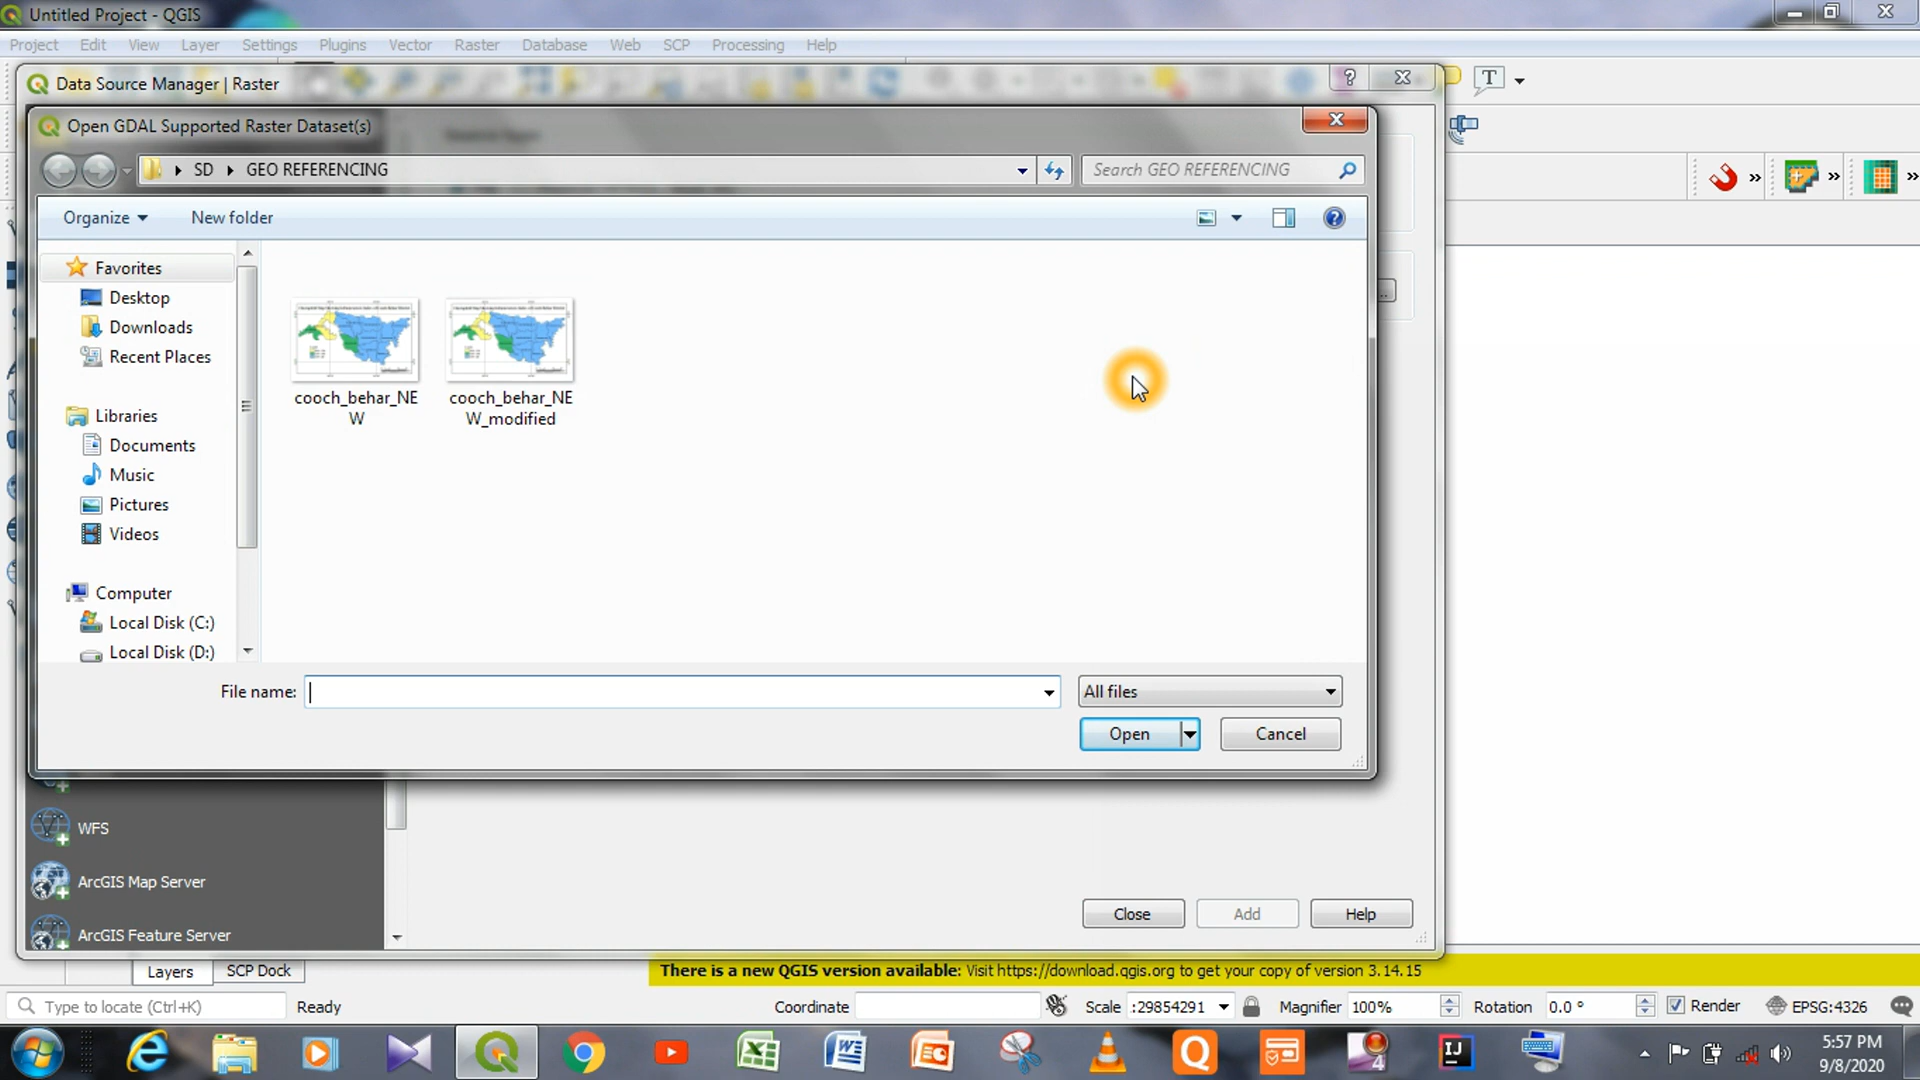 Untitled Project - QGIS
Project Edit View Layer Settings Plugins Vector Raster Database Web SCP Processing Help
Data Source Manager | Raster
Open GDAL Supported Raster Dataset(s)
SD GEO REFERENCING
Search GEO REFERENCING
Organize New folder
Favorites
Desktop
Downloads
Recent Places
Libraries
Documents
Music
Pictures
Videos
Computer
Local Disk (C:)
Local Disk (D:)
cooch_behar_NE
W
cooch_behar_NE
W_modified
File name:
All files
Open Cancel
WFS
ArcGIS Map Server
ArcGIS Feature Server
Close Add Help
Layers SCP Dock
There is a new QGIS version available: Visit https://download.qgis.org to get your copy of version 3.14.15
Type to locate (Ctrl+K) Ready Coordinate Scale :29854291 Magnifier 100% Rotation 0.0 ° Render EPSG:4326
5:57 PM
9/8/2020